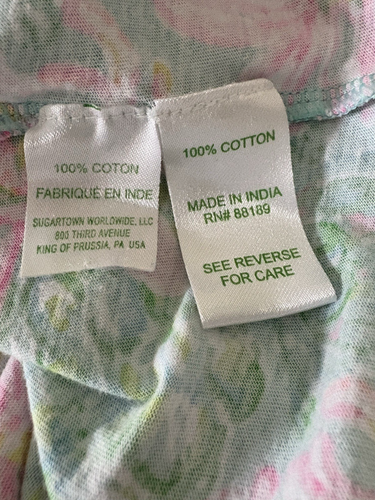 100% COTON
FABRIQUÉ EN INDE
SUGARTOWN WORLDWIDE, LLC
800 THIRD AVENUE
KING OF PRUSSIA, PA USA
100% COTTON
MADE IN INDIA
RN# 88189
SEE REVERSE
FOR CARE